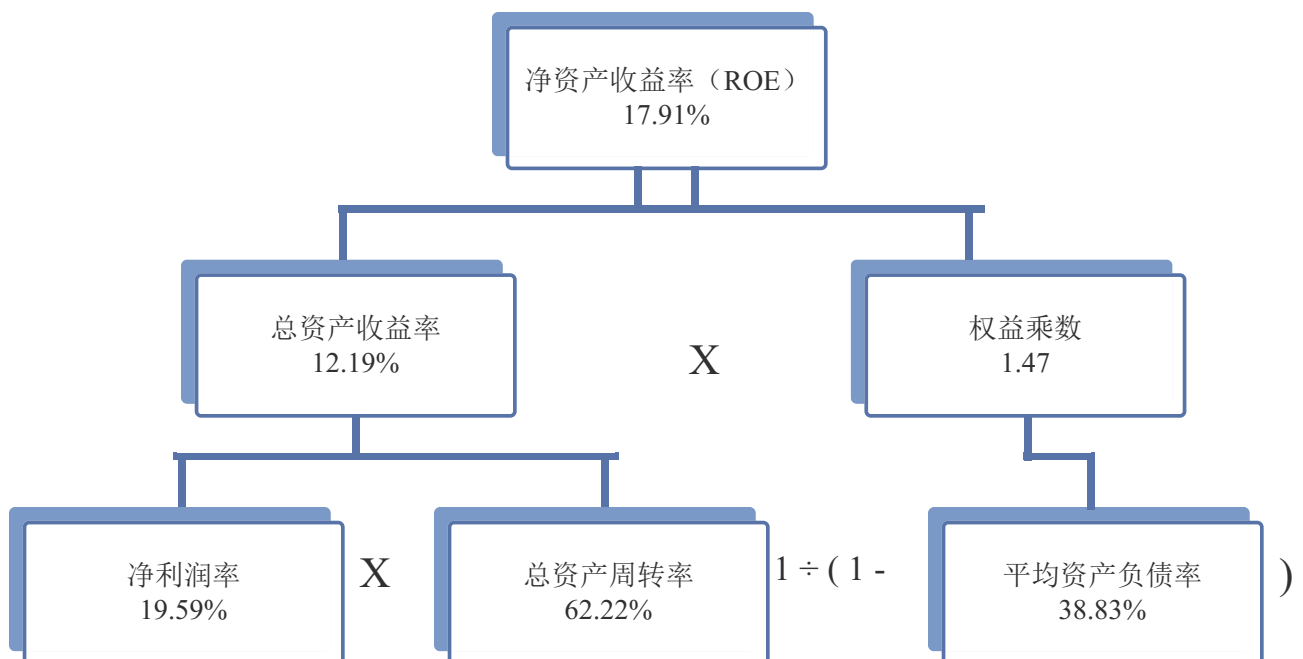 净资产收益率（ROE）
17.91%
总资产收益率
12.19%
X
权益乘数
1.47
净利润率
19.59%
X
总资产周转率
62.22%
1 ÷ ( 1 -
平均资产负债率
38.83%
)